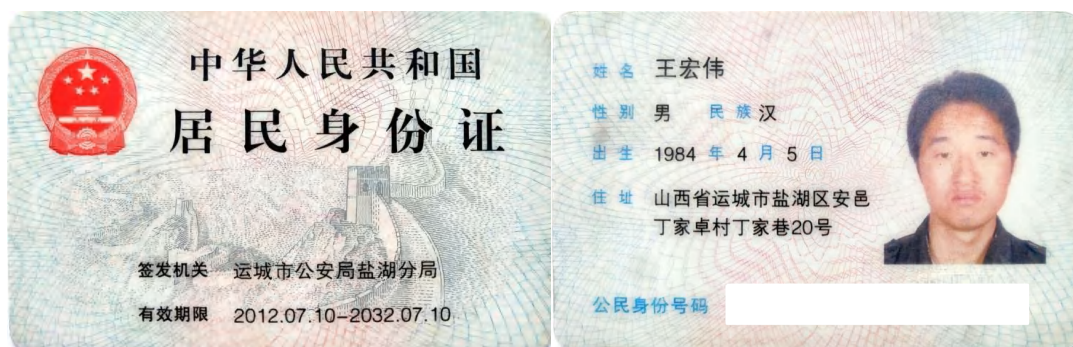 中华人民共和国
居民身份证
签发机关 运城市公安局盐湖分局
有效期限 2012.07.10-2032.07.10
姓名 王宏伟
性别 男 民族 汉
出生 1984 年 4 月 5 日
住址 山西省运城市盐湖区安邑
丁家卓村丁家巷20号
公民身份号码